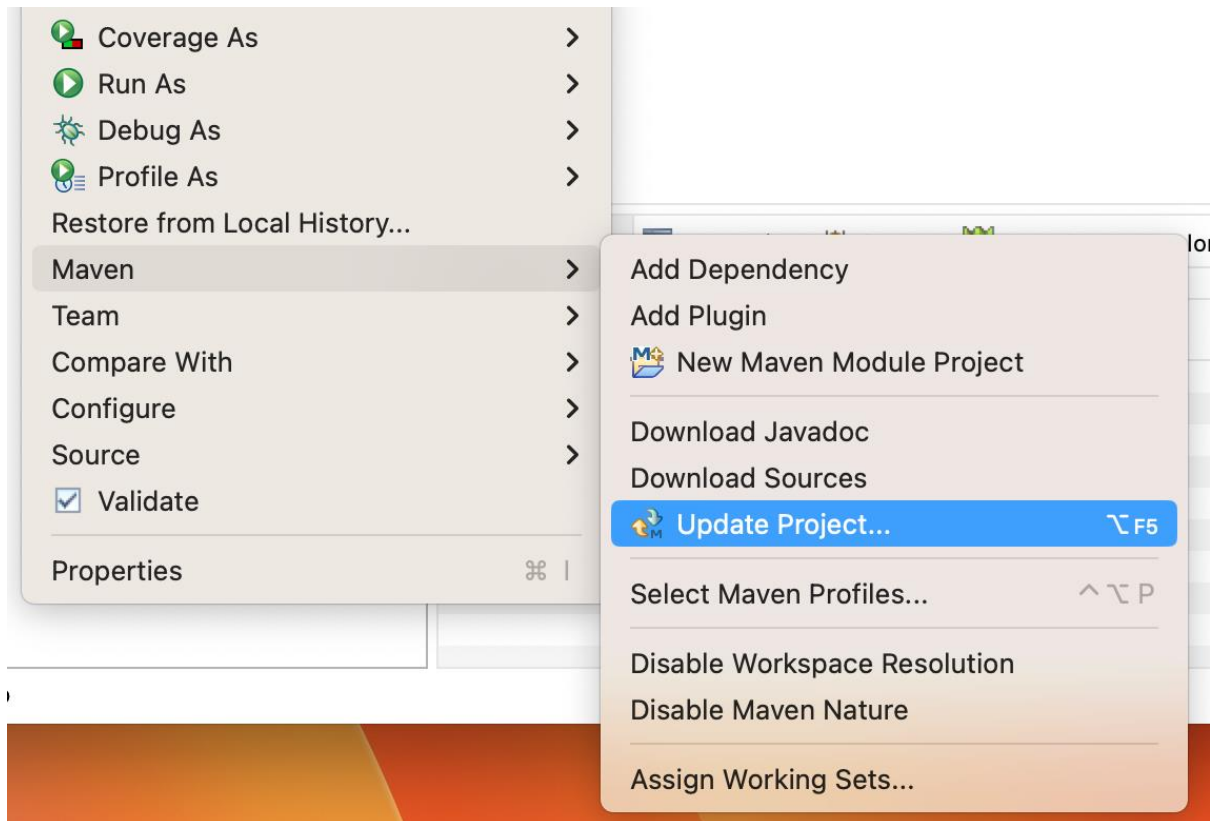 Coverage As
Run As
Debug As
Profile As
Restore from Local History...
Maven
Team
Compare With
Configure
Source
Validate
Properties ⌘ I
Add Dependency
Add Plugin
New Maven Module Project
Download Javadoc
Download Sources
Update Project... ⌥F5
Select Maven Profiles... ^⌥P
Disable Workspace Resolution
Disable Maven Nature
Assign Working Sets...